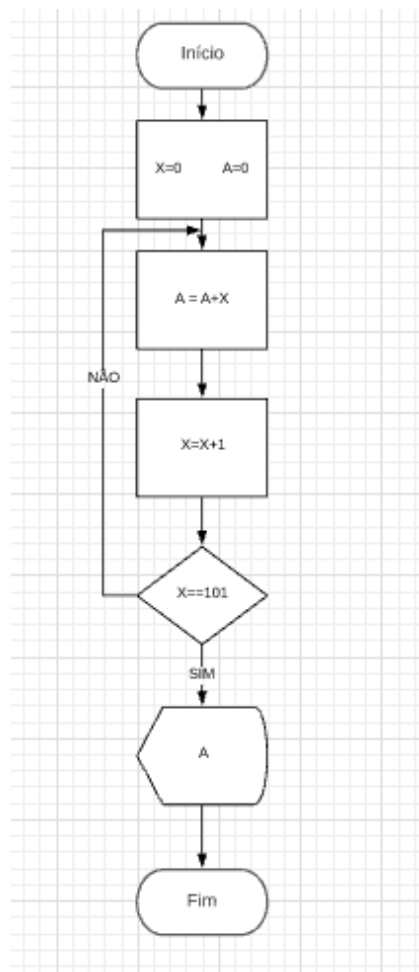 Início
X=0 A=0
A = A+X
NÃO
X=X+1
X==101
SIM
A
Fim